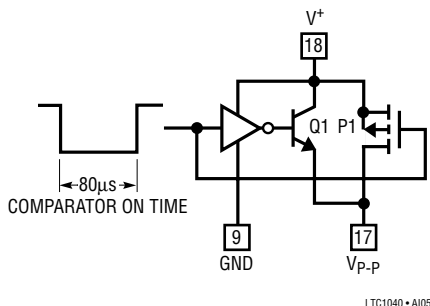 V+
18
Q1 P1
80µs
COMPARATOR ON TIME
9
17
GND
VP-P
LTC1040 • AI05